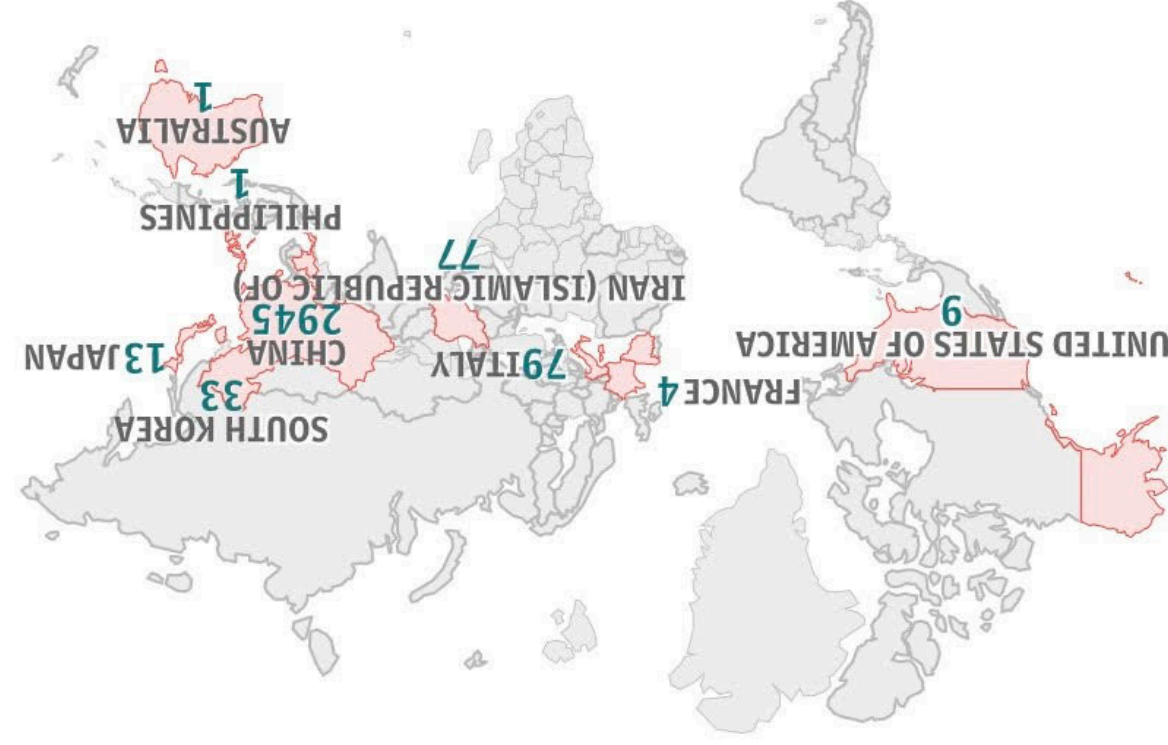 SOUTH KOREA
33
FRANCE 4
79 ITALY
13 JAPAN
UNITED STATES OF AMERICA
9
CHINA
2945
IRAN (ISLAMIC REPUBLIC OF)
77
PHILIPPINES
1
AUSTRALIA
1